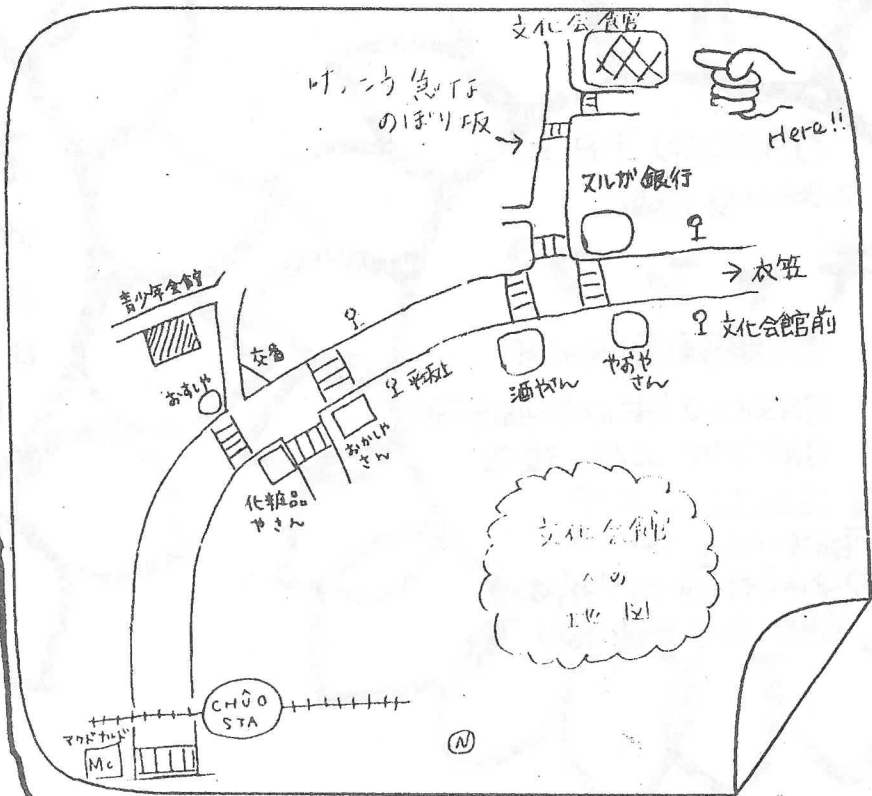 文化会館
けっこう急な
のぼり坂
Here!!
スルガ銀行
→ 衣笠
文化会館前
青少年会館
交番
おすしや
酒やさん
やおや
さん
坂上
おかしや
さん
化粧品
やさん
文化会館
への
地図
CHÛO
STA
マクドナルド
Mc
N